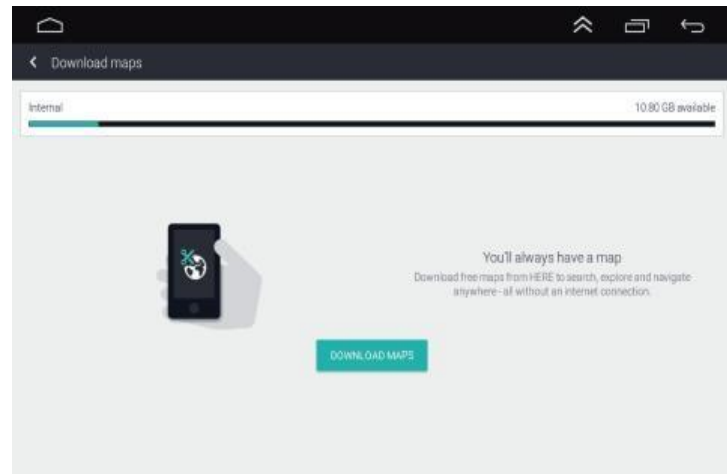 Download maps
Internal 10.80 GB available
You'll always have a map
Download free maps from HERE to search, explore and navigate
anywhere- all without an internet connection.
DOWNLOAD MAPS